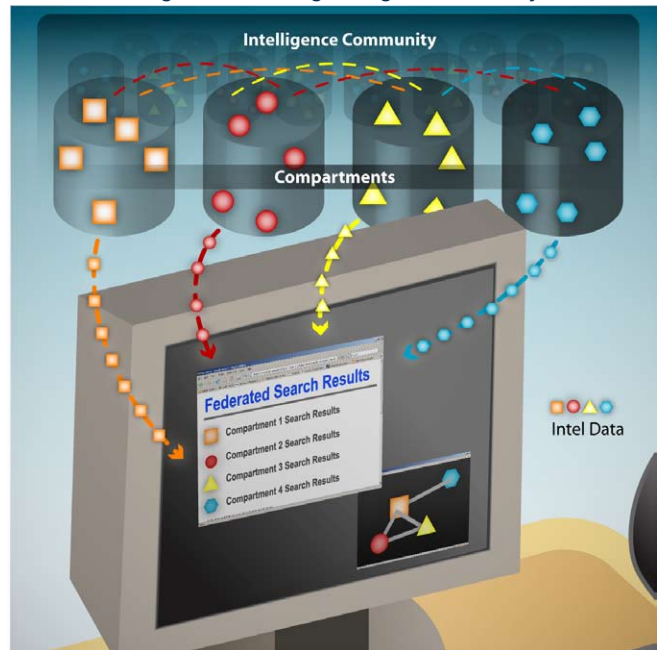 Intelligence Community
Compartments
Federated Search Results
Compartment 1 Search Results
Compartment 2 Search Results
Compartment 3 Search Results
Compartment 4 Search Results
Intel Data